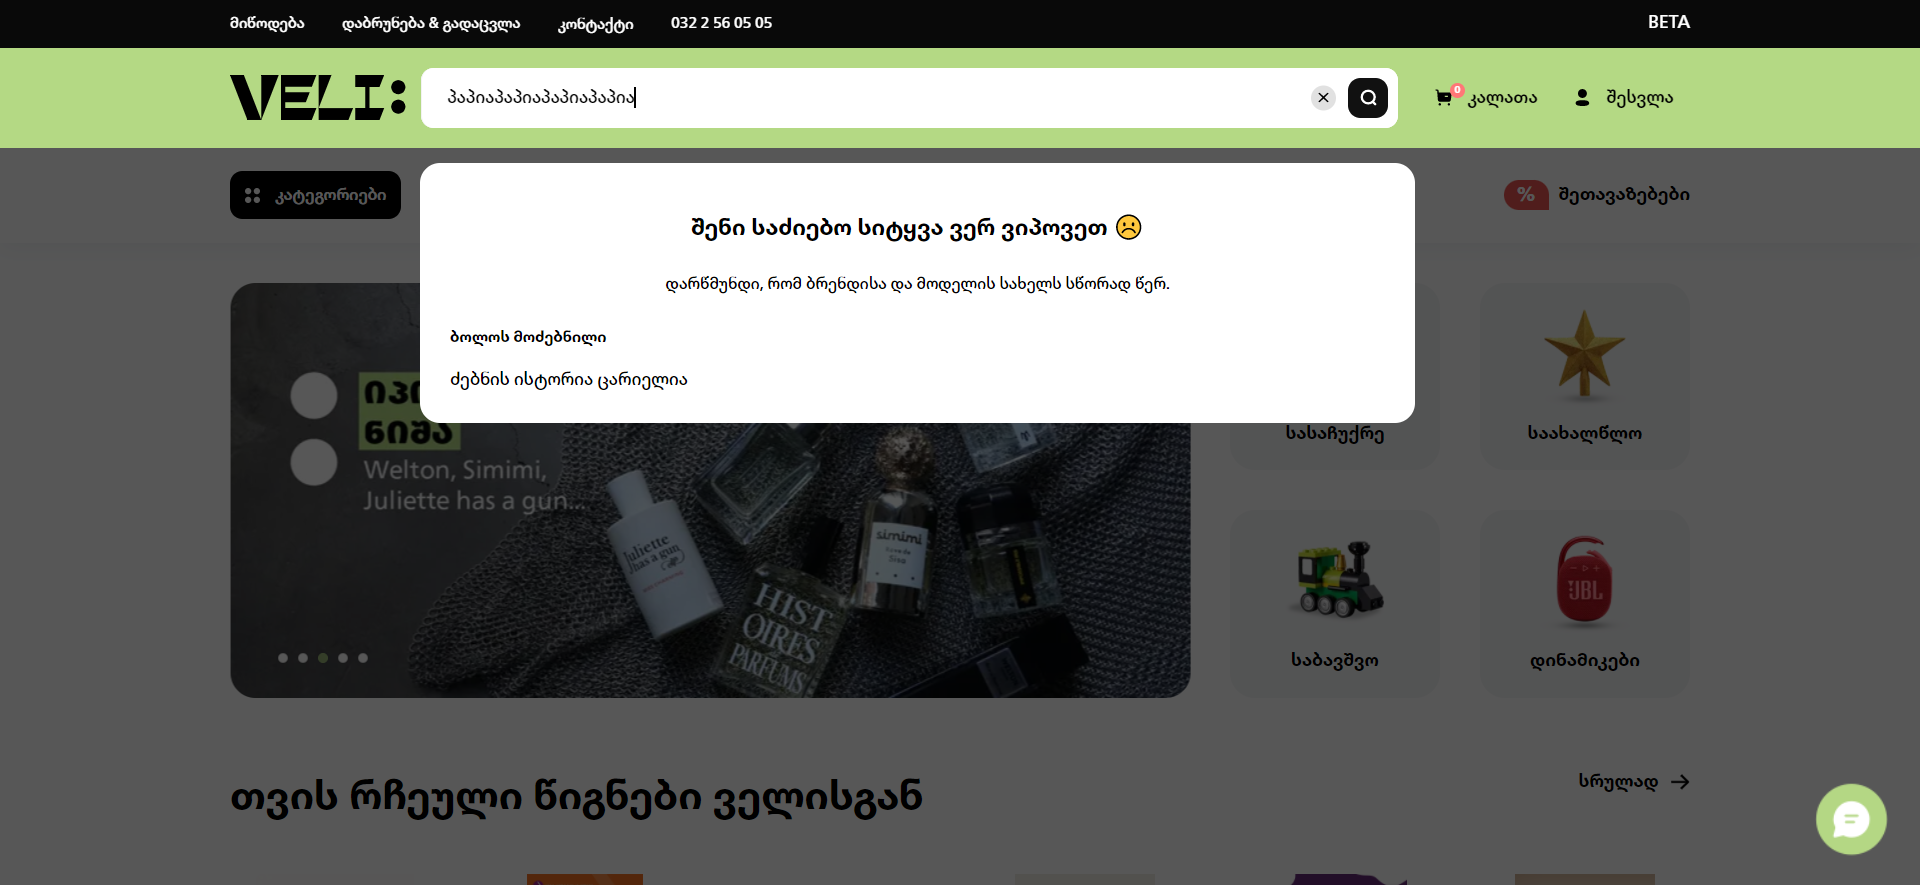 მიწოდება
დაბრუნება & გადაცვლა
კონტაქტი
032 2 56 05 05
BETA
VELI:
პაპიაპაპიაპაპიაპაპია
0
კალათა
შესვლა
კატეგორიები
% შეთავაზებები
შენი საძიებო სიტყვა ვერ ვიპოვეთ ☹️
დარწმუნდი, რომ ბრენდისა და მოდელის სახელს სწორად წერ.
ბოლოს მოძებნილი
ძებნის ისტორია ცარიელია
ნიშა
Welton, Simimi,
Juliette has a gun...
Juliette
has a gun
simimi
HIST
OIRES
PARFUMS
სასაჩუქრე
საახალწლო
JBL
საბავშვო
დინამიკები
თვის რჩეული წიგნები ველისგან
სრულად